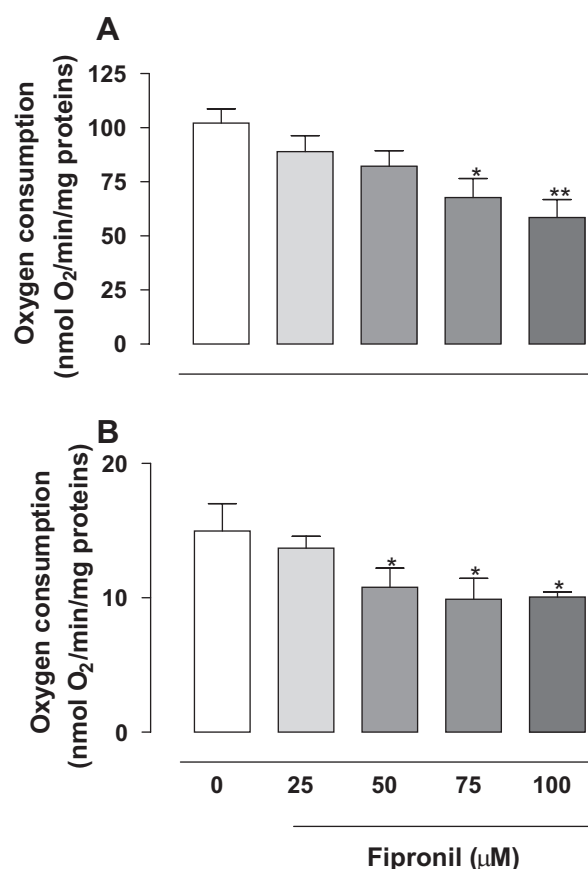 A
Oxygen consumption
(nmol O2/min/mg proteins)
125
100
75
50
25
0
*
**
B
Oxygen consumption
(nmol O2/min/mg proteins)
20
10
0
*
*
*
0 25 50 75 100
Fipronil (μM)